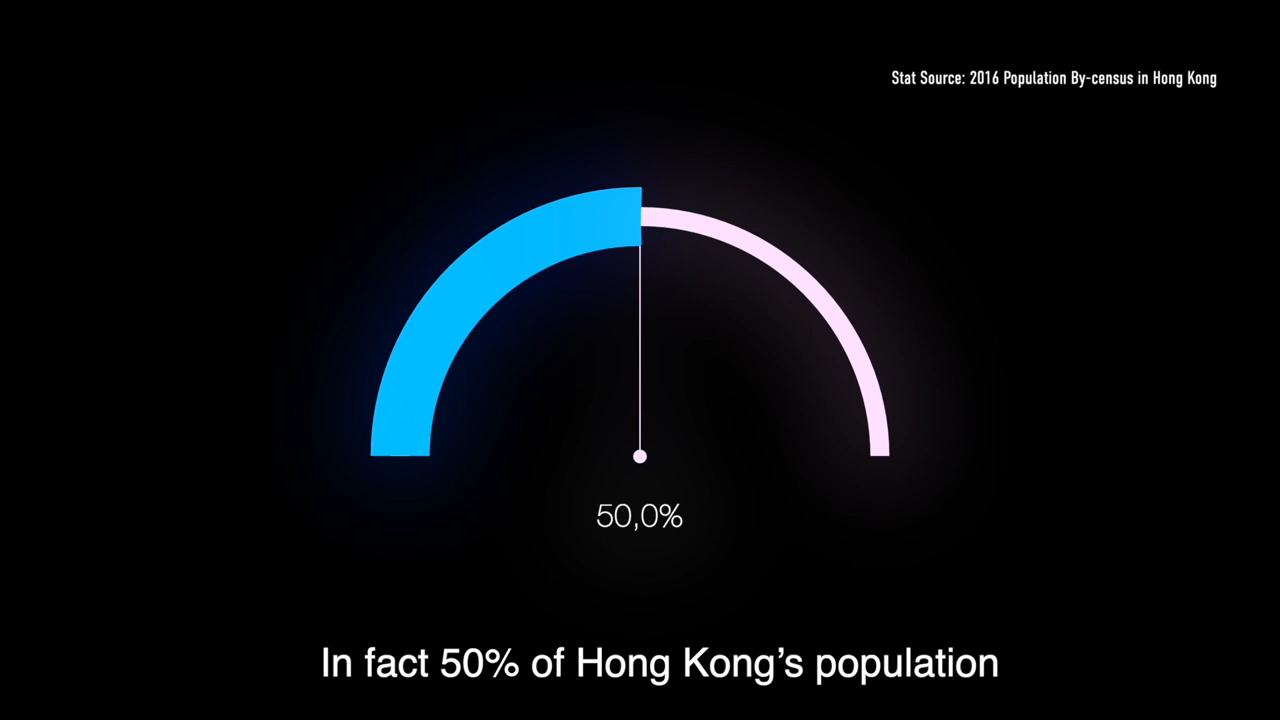 Stat Source: 2016 Population By-census in Hong Kong
50,0%
In fact 50% of Hong Kong’s population